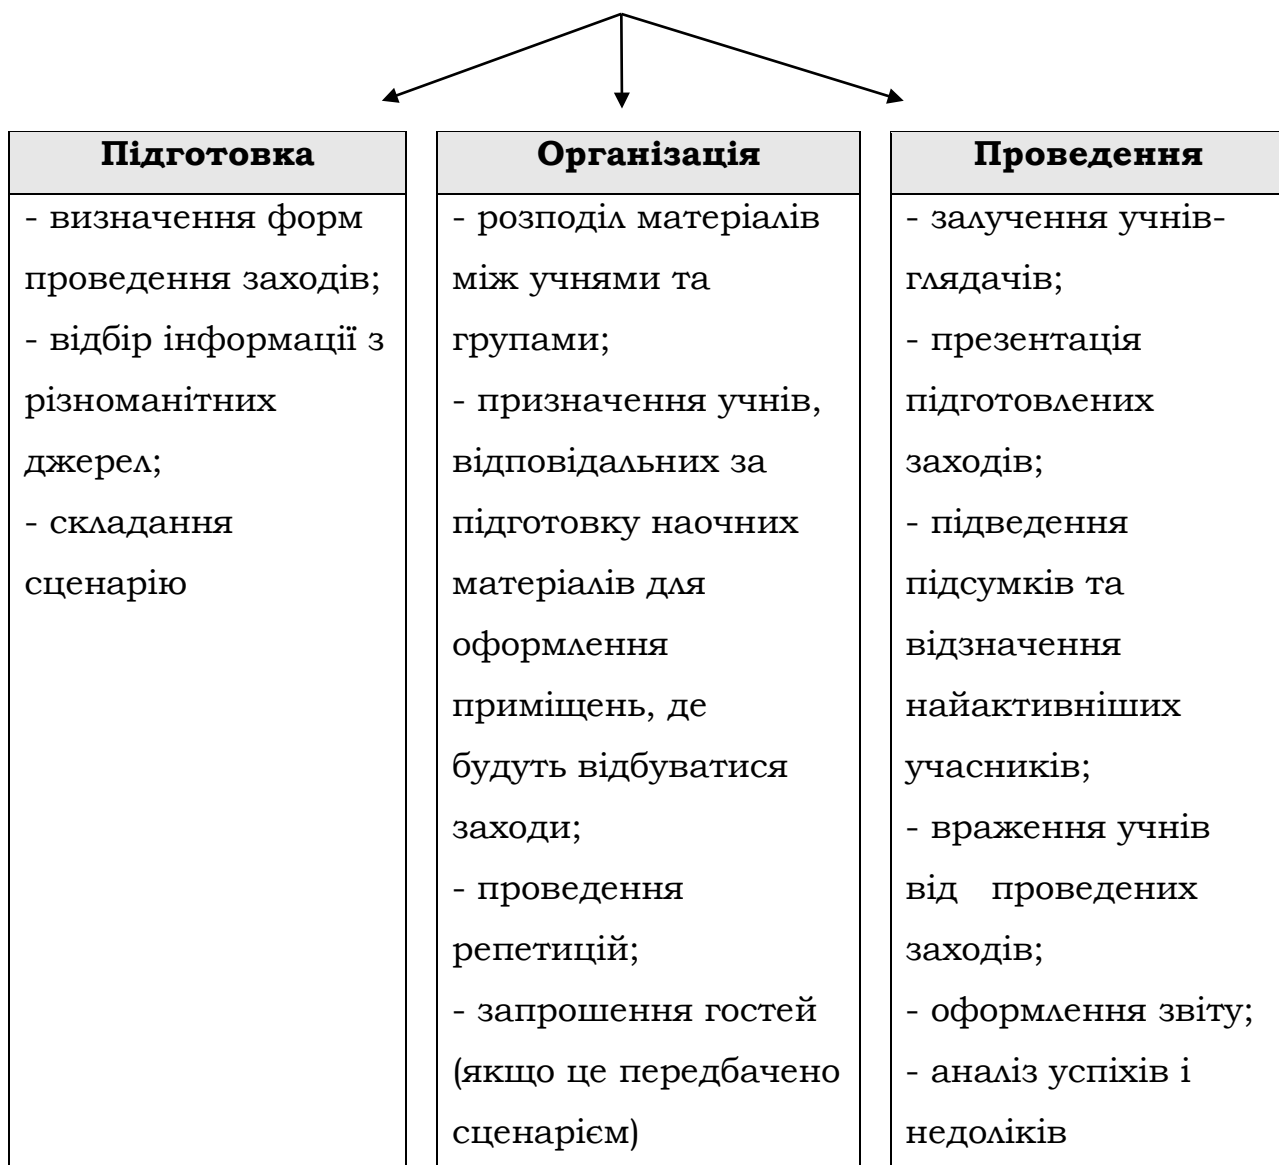 Підготовка
- визначення форм
проведення заходів;
- відбір інформації з
різноманітних
джерел;
- складання
сценарію
Організація
- розподіл матеріалів
між учнями та
групами;
- призначення учнів,
відповідальних за
підготовку наочних
матеріалів для
оформлення
приміщень, де
будуть відбуватися
заходи;
- проведення
репетицій;
- запрошення гостей
(якщо це передбачено
сценарієм)
Проведення
- залучення учнів-
глядачів;
- презентація
підготовлених
заходів;
- підведення
підсумків та
відзначення
найактивніших
учасників;
- враження учнів
від проведених
заходів;
- оформлення звіту;
- аналіз успіхів і
недоліків